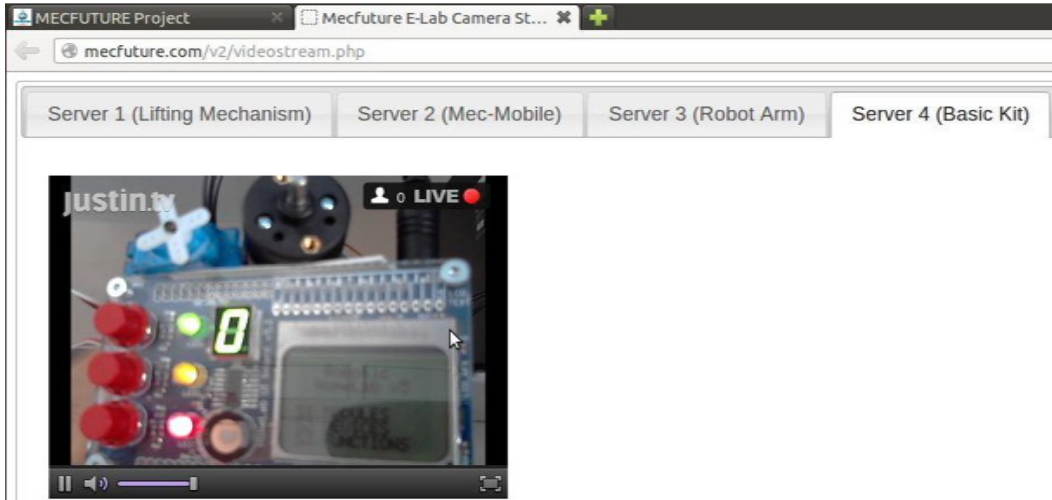 MECFUTURE Project
Mecfuture E-Lab Camera St...
mecfuture.com/v2/videostream.php
Server 1 (Lifting Mechanism)
Server 2 (Mec-Mobile)
Server 3 (Robot Arm)
Server 4 (Basic Kit)
justin.tv
0 LIVE
0